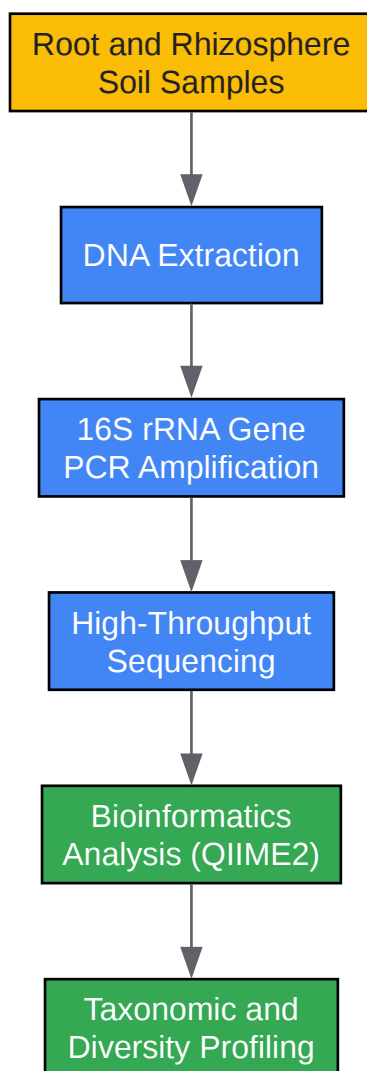 Root and Rhizosphere
Soil Samples
DNA Extraction
16S rRNA Gene
PCR Amplification
High-Throughput
Sequencing
Bioinformatics
Analysis (QIIME2)
Taxonomic and
Diversity Profiling